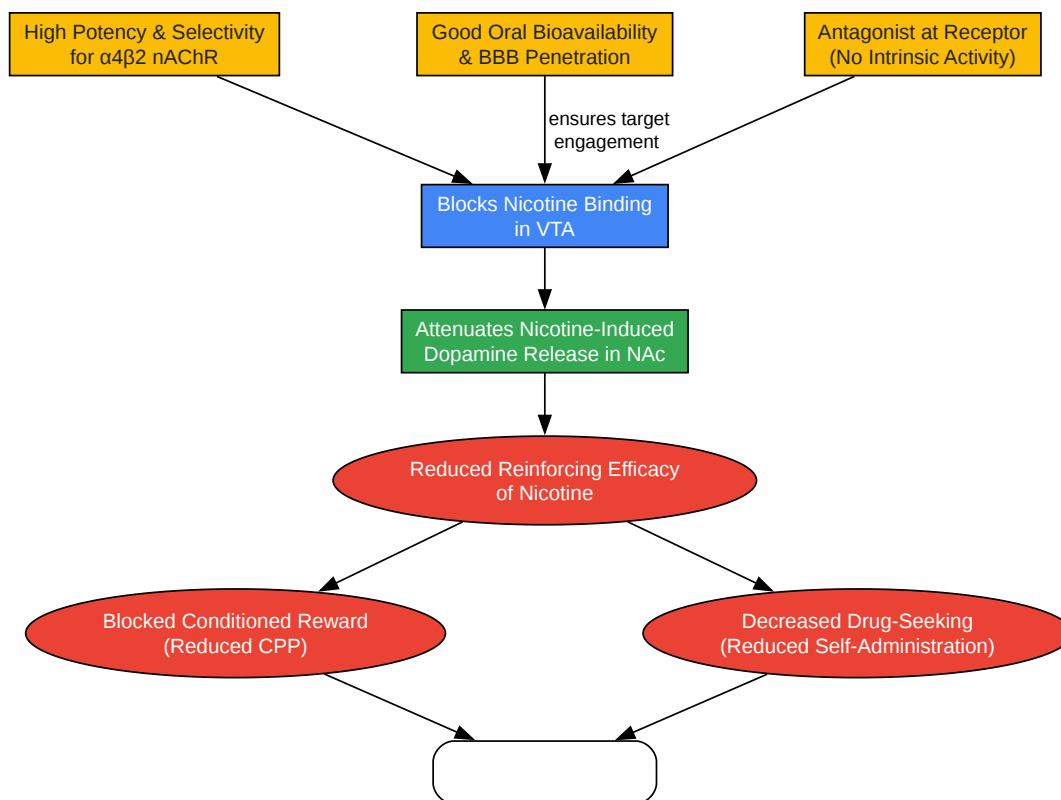 High Potency & Selectivity
for α4β2 nAChR
Good Oral Bioavailability
& BBB Penetration
Antagonist at Receptor
(No Intrinsic Activity)
ensures target
engagement
Blocks Nicotine Binding
in VTA
Attenuates Nicotine-Induced
Dopamine Release in NAc
Reduced Reinforcing Efficacy
of Nicotine
Blocked Conditioned Reward
(Reduced CPP)
Decreased Drug-Seeking
(Reduced Self-Administration)